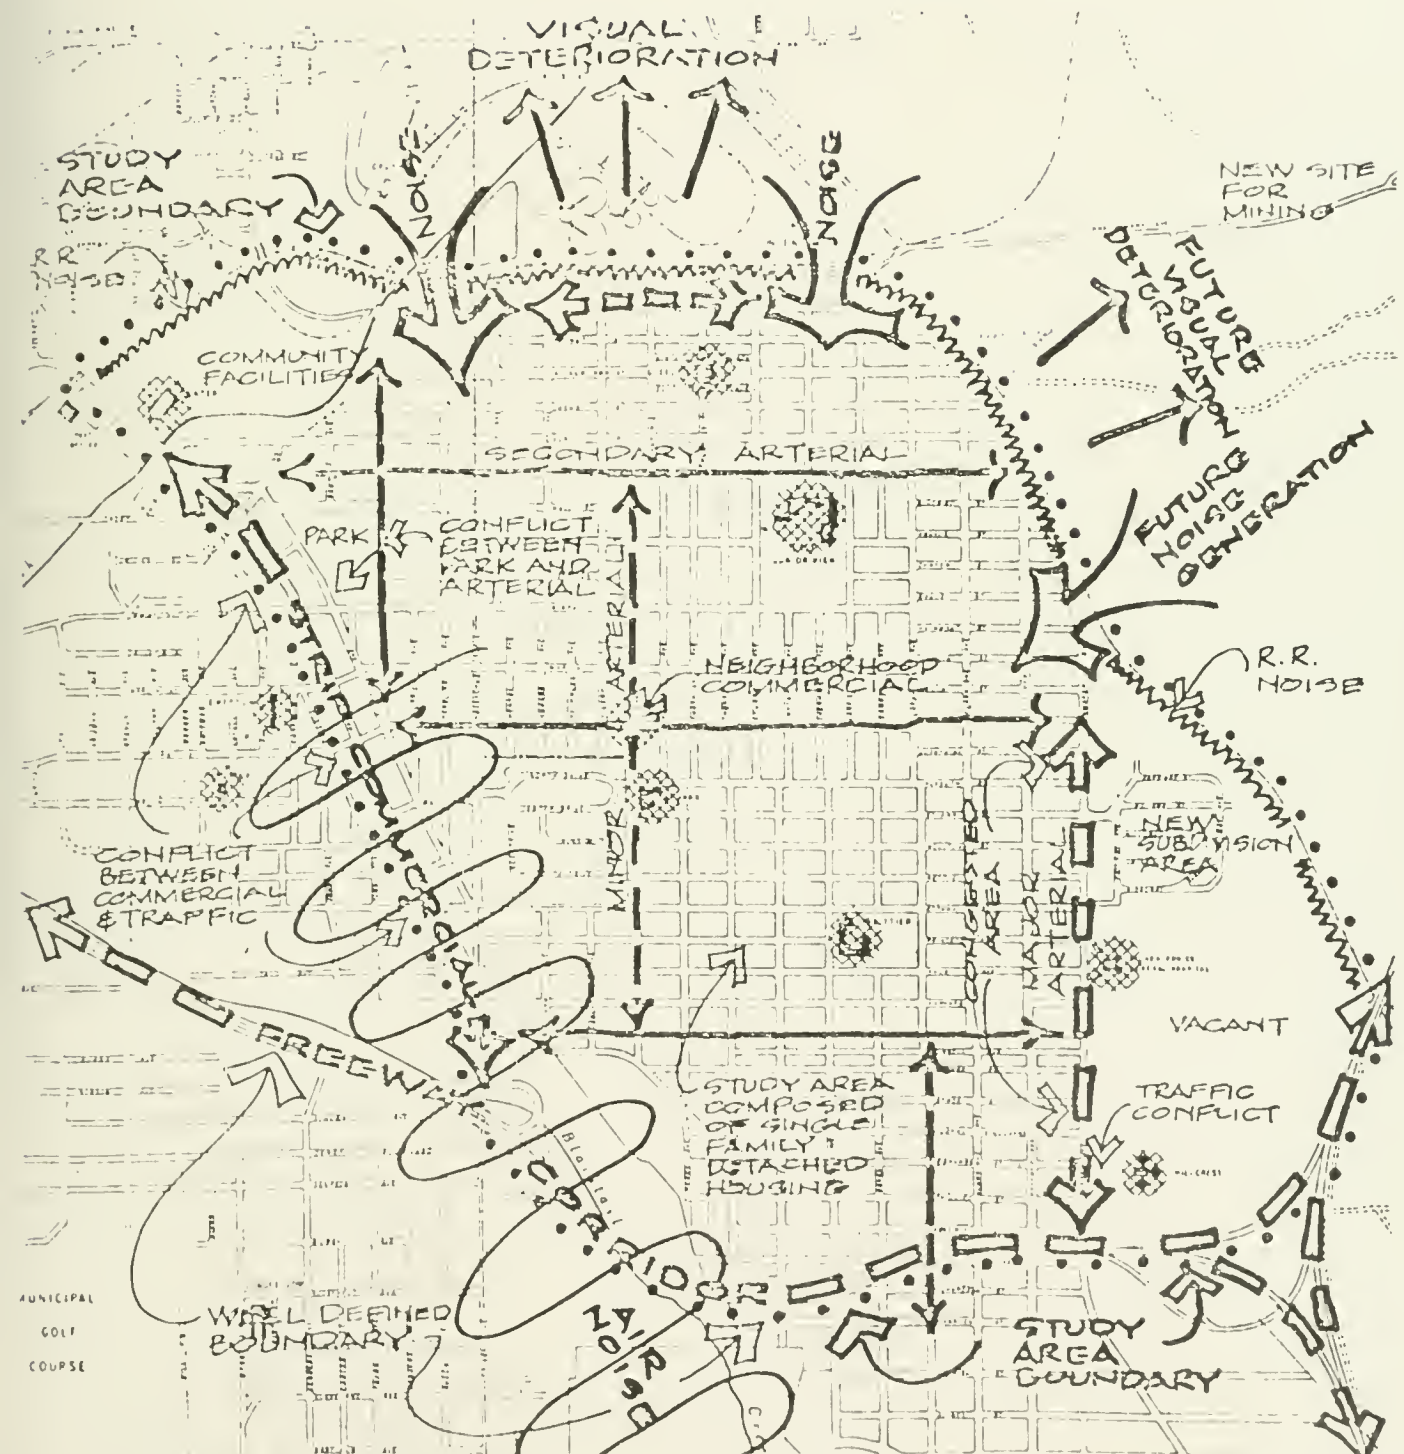 VISUAL
DETERIORATION
NOISE
NOISE
STUDY
AREA
BOUNDARY
R.R.
NOISE
NEW SITE
FOR
MINING
FUTURE
VISUAL
DETERIORATION
COMMUNITY
FACILITIES
SECONDARY ARTERIAL
FUTURE
NOISE
GENERATION
PARK
CONFLICT
BETWEEN
PARK AND
ARTERIAL
MINOR ARTERIAL
NEIGHBORHOOD
COMMERCIAL
R.R.
NOISE
STRIP COMMERCIAL
CORRIDOR
CONFLICT
BETWEEN
COMMERCIAL
& TRAFFIC
CONGESTED
AREA
MAJOR
ARTERIAL
NEW
SUBDIVISION
AREA
FREEWAY
VACANT
STUDY AREA
COMPOSED
OF SINGLE
FAMILY
DETACHED
HOUSING
TRAFFIC
CONFLICT
WELL DEFINED
BOUNDARY
AIR
NOISE
STUDY
AREA
BOUNDARY
MUNICIPAL
GOLF
COURSE